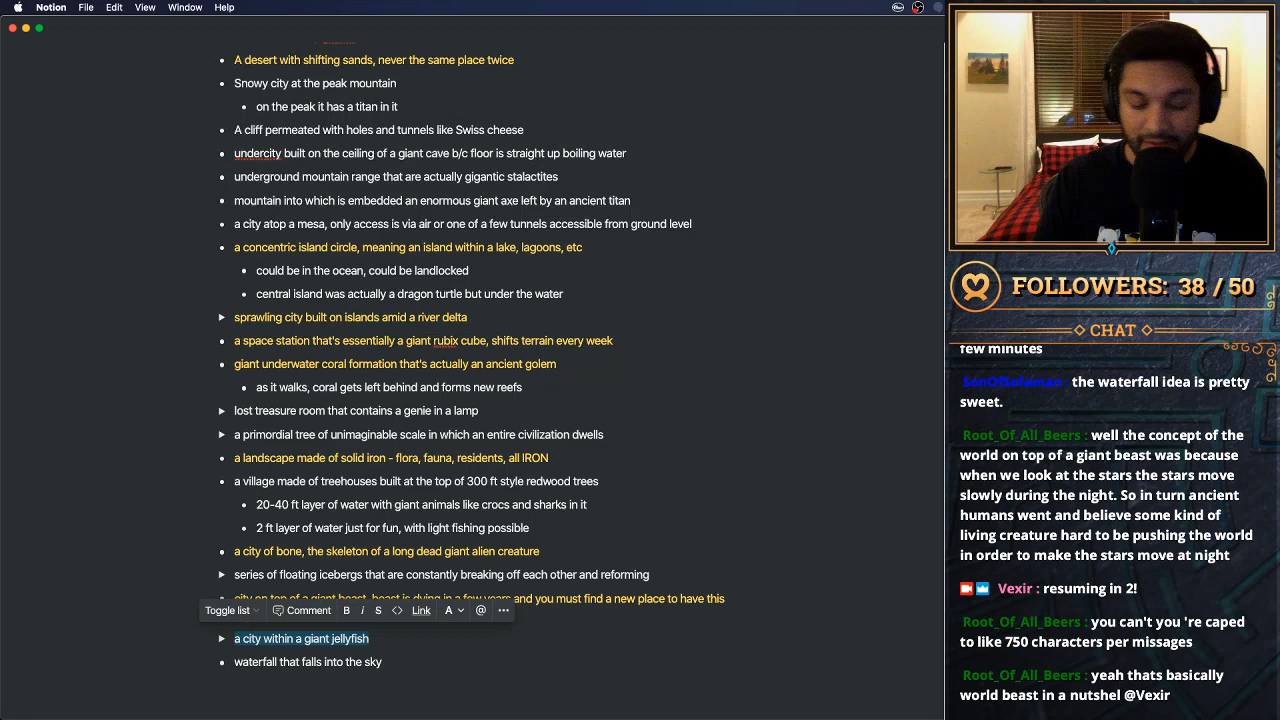 Notion File Edit View Window Help
A desert with shifting sands, never the same place twice
Snowy city at the peak mountain
on the peak it has a titan in it
A cliff permeated with holes and tunnels like Swiss cheese
undercity built on the ceiling of a giant cave b/c floor is straight up boiling water
underground mountain range that are actually gigantic stalactites
mountain into which is embedded an enormous giant axe left by an ancient titan
a city atop a mesa, only access is via air or one of a few tunnels accessible from ground level
a concentric island circle, meaning an island within a lake, lagoons, etc
could be in the ocean, could be landlocked
central island was actually a dragon turtle but under the water
sprawling city built on islands amid a river delta
a space station that's essentially a giant rubix cube, shifts terrain every week
giant underwater coral formation that's actually an ancient golem
as it walks, coral gets left behind and forms new reefs
lost treasure room that contains a genie in a lamp
a primordial tree of unimaginable scale in which an entire civilization dwells
a landscape made of solid iron - flora, fauna, residents, all IRON
a village made of treehouses built at the top of 300 ft style redwood trees
20-40 ft layer of water with giant animals like crocs and sharks in it
2 ft layer of water just for fun, with light fishing possible
a city of bone, the skeleton of a long dead giant alien creature
series of floating icebergs that are constantly breaking off each other and reforming
city on top of a giant beast, beast is dying in a few years and you must find a new place to have this
Toggle list Comment B i S <> Link A @ •••
a city within a giant jellyfish
waterfall that falls into the sky
FOLLOWERS: 38 / 50
CHAT
few minutes
SonOfSofaman : the waterfall idea is pretty
sweet.
Root_Of_All_Beers : well the concept of the
world on top of a giant beast was because
when we look at the stars the stars move
slowly during the night. So in turn ancient
humans went and believe some kind of
living creature hard to be pushing the world
in order to make the stars move at night
Vexir : resuming in 2!
Root_Of_All_Beers : you can't you 're caped
to like 750 characters per missages
Root_Of_All_Beers : yeah thats basically
world beast in a nutshel @Vexir